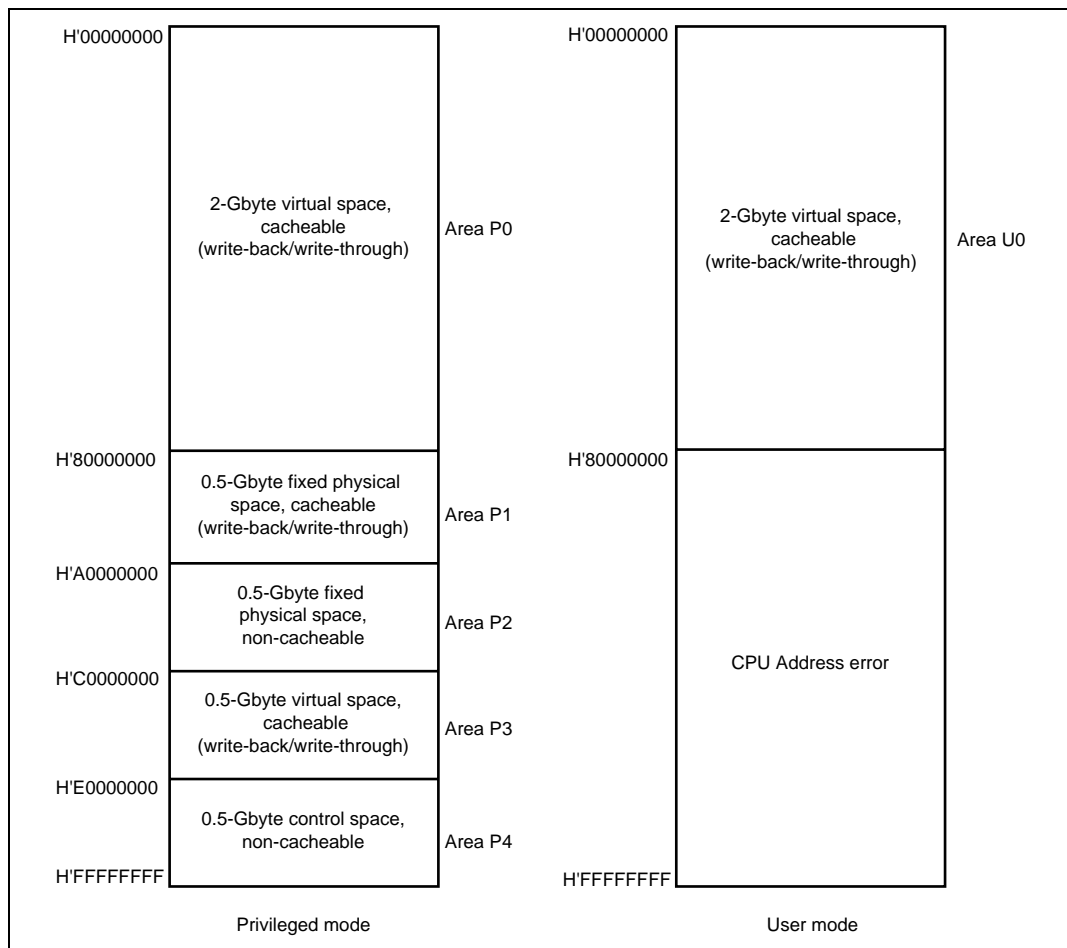 H'00000000
2-Gbyte virtual space,
cacheable
(write-back/write-through)
Area P0
H'80000000
0.5-Gbyte fixed physical
space, cacheable
(write-back/write-through)
Area P1
H'A0000000
0.5-Gbyte fixed
physical space,
non-cacheable
Area P2
H'C0000000
0.5-Gbyte virtual space,
cacheable
(write-back/write-through)
Area P3
H'E0000000
0.5-Gbyte control space,
non-cacheable
Area P4
H'FFFFFFFF
Privileged mode
H'00000000
2-Gbyte virtual space,
cacheable
(write-back/write-through)
Area U0
H'80000000
CPU Address error
H'FFFFFFFF
User mode